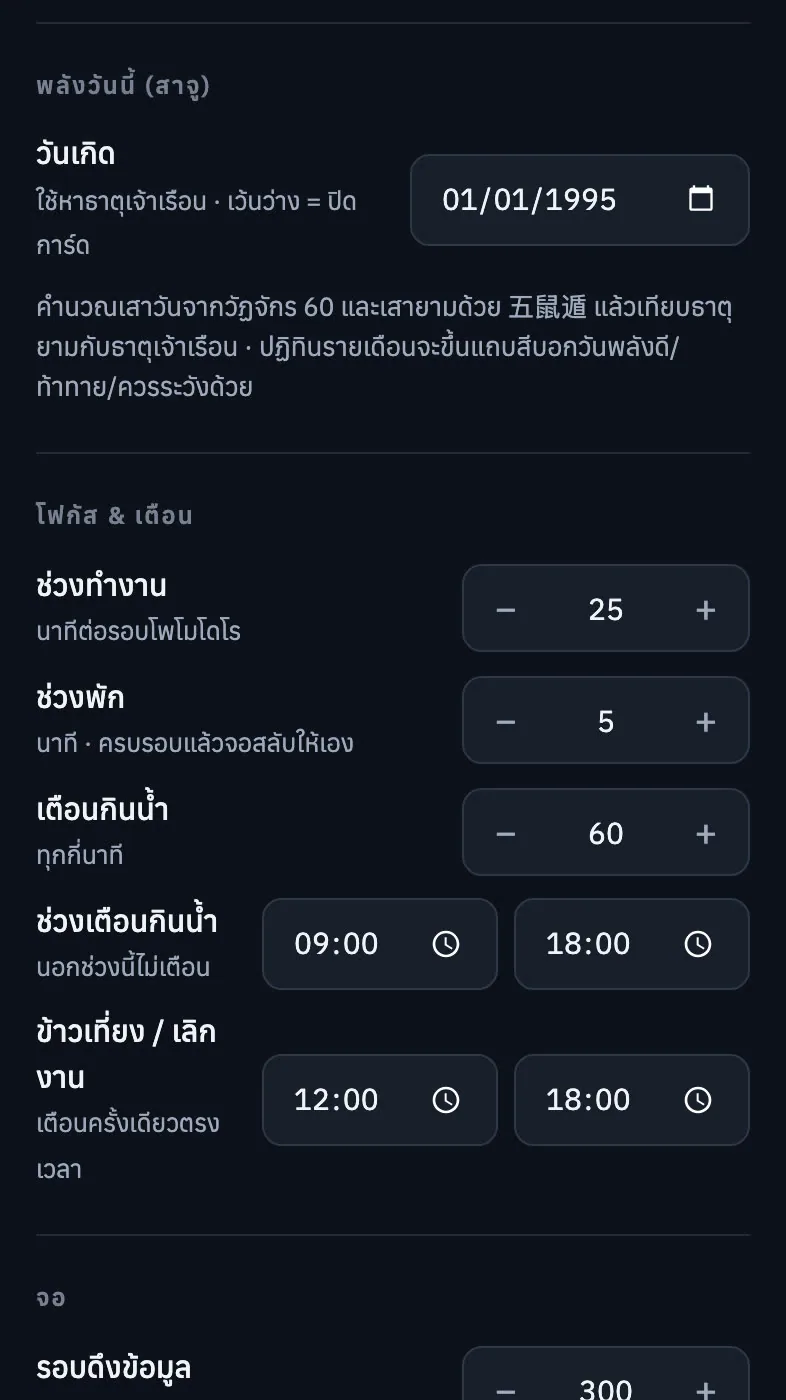 พลังวันนี้ (สาจู)
วันเกิด
ใช้หาธาตุเจ้าเรือน · เว้นว่าง = ปิด
การ์ด
01/01/1995
คำนวณเสาวันจากวัฏจักร 60 และเสายามด้วย 五鼠遁 แล้วเทียบธาตุ
ยามกับธาตุเจ้าเรือน · ปฏิทินรายเดือนจะขึ้นแถบสีบอกวันพลังดี/
ท้าทาย/ควรระวังด้วย
โฟกัส & เตือน
ช่วงทำงาน
นาทีต่อรอบโพโมโดโร
− 25 +
ช่วงพัก
นาที · ครบรอบแล้วจอสลับให้เอง
− 5 +
เตือนกินน้ำ
ทุกกี่นาที
− 60 +
ช่วงเตือนกินน้ำ
นอกช่วงนี้ไม่เตือน
09:00 18:00
ข้าวเที่ยง / เลิก
งาน
เตือนครั้งเดียวตรง
เวลา
12:00 18:00
จอ
รอบดึงข้อมูล
− 300 +